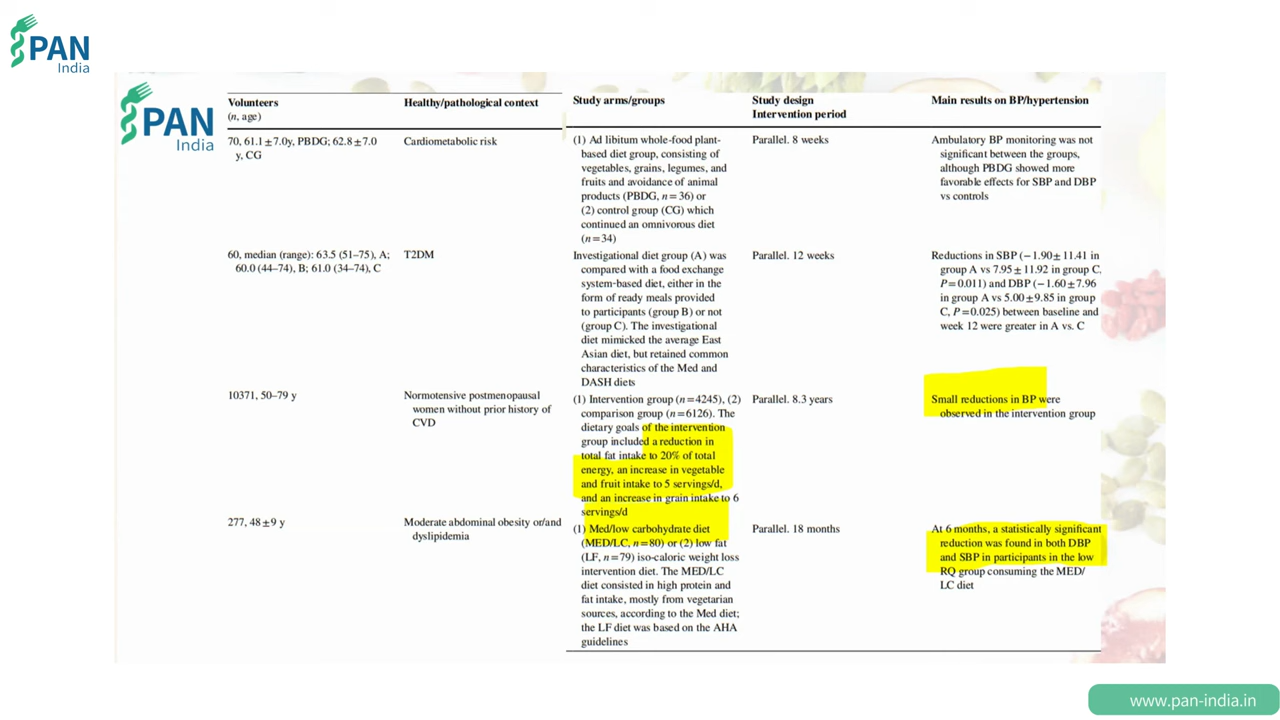 PAN
India
PAN
India
Volunteers
(n, age)
Healthy/pathological context
Study arms/groups
Study design
Intervention period
Main results on BP/hypertension
70, 61.1±7.0y, PBDG; 62.8±7.0
y, CG
Cardiometabolic risk
(1) Ad libitum whole-food plant-
based diet group, consisting of
vegetables, grains, legumes, and
fruits and avoidance of animal
products (PBDG, n=36) or
(2) control group (CG) which
continued an omnivorous diet
(n=34)
Parallel. 8 weeks
Ambulatory BP monitoring was not
significant between the groups,
although PBDG showed more
favorable effects for SBP and DBP
vs controls
60, median (range): 63.5 (51–75), A;
60.0 (44–74), B; 61.0 (34–74), C
T2DM
Investigational diet group (A) was
compared with a food exchange
system-based diet, either in the
form of ready meals provided
to participants (group B) or not
(group C). The investigational
diet mimicked the average East
Asian diet, but retained common
characteristics of the Med and
DASH diets
Parallel. 12 weeks
Reductions in SBP (−1.90±11.41 in
group A vs 7.95±11.92 in group C,
P=0.011) and DBP (−1.60±7.96
in group A vs 5.00±9.85 in group
C, P=0.025) between baseline and
week 12 were greater in A vs. C
10371, 50–79 y
Normotensive postmenopausal
women without prior history of
CVD
(1) Intervention group (n=4245), (2)
comparison group (n=6126). The
dietary goals of the intervention
group included a reduction in
total fat intake to 20% of total
energy, an increase in vegetable
and fruit intake to 5 servings/d,
and an increase in grain intake to 6
servings/d
Parallel. 8.3 years
Small reductions in BP were
observed in the intervention group
277, 48±9 y
Moderate abdominal obesity or/and
dyslipidemia
(1) Med/low carbohydrate diet
(MED/LC, n=80) or (2) low fat
(LF, n=79) iso-caloric weight loss
intervention diet. The MED/LC
diet consisted in high protein and
fat intake, mostly from vegetarian
sources, according to the Med diet;
the LF diet was based on the AHA
guidelines
Parallel. 18 months
At 6 months, a statistically significant
reduction was found in both DBP
and SBP in participants in the low
RQ group consuming the MED/
LC diet
www.pan-india.in